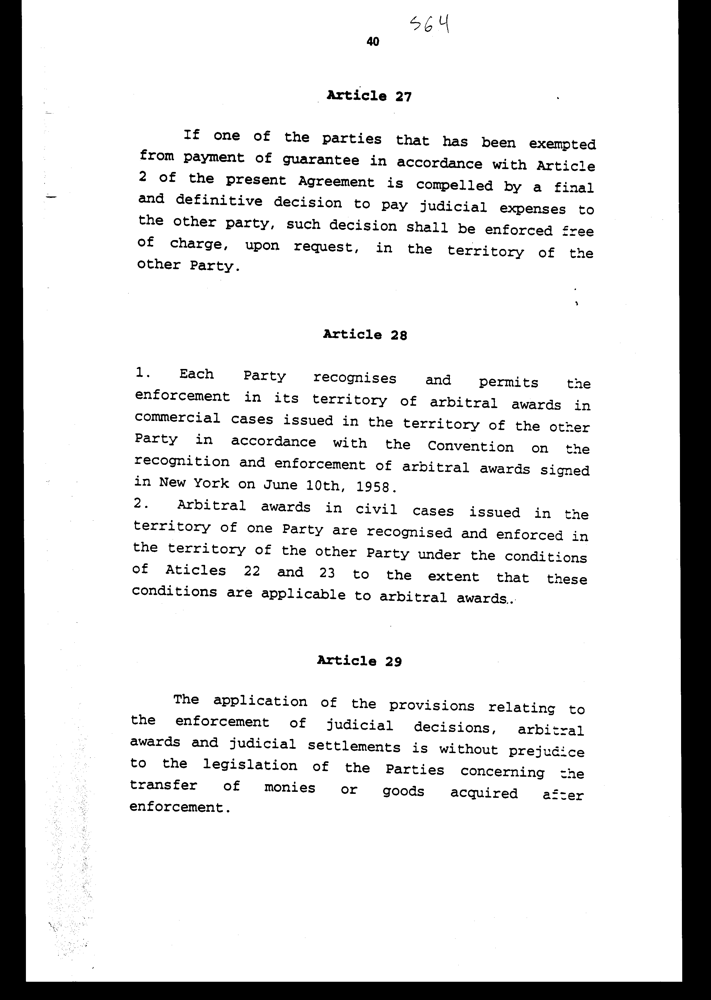 564
40
Article 27
If one of the parties that has been exempted
from payment of guarantee in accordance with Article
2 of the present Agreement is compelled by a final
and definitive decision to pay judicial expenses to
the other party, such decision shall be enforced free
of charge, upon request, in the territory of the
other Party.
Article 28
1. Each Party recognises and permits the
enforcement in its territory of arbitral awards in
commercial cases issued in the territory of the other
Party in accordance with the Convention on the
recognition and enforcement of arbitral awards signed
in New York on June 10th, 1958.
2. Arbitral awards in civil cases issued in the
territory of one Party are recognised and enforced in
the territory of the other Party under the conditions
of Aticles 22 and 23 to the extent that these
conditions are applicable to arbitral awards..
Article 29
The application of the provisions relating to
the enforcement of judicial decisions, arbitral
awards and judicial settlements is without prejudice
to the legislation of the Parties concerning the
transfer of monies or goods acquired after
enforcement.